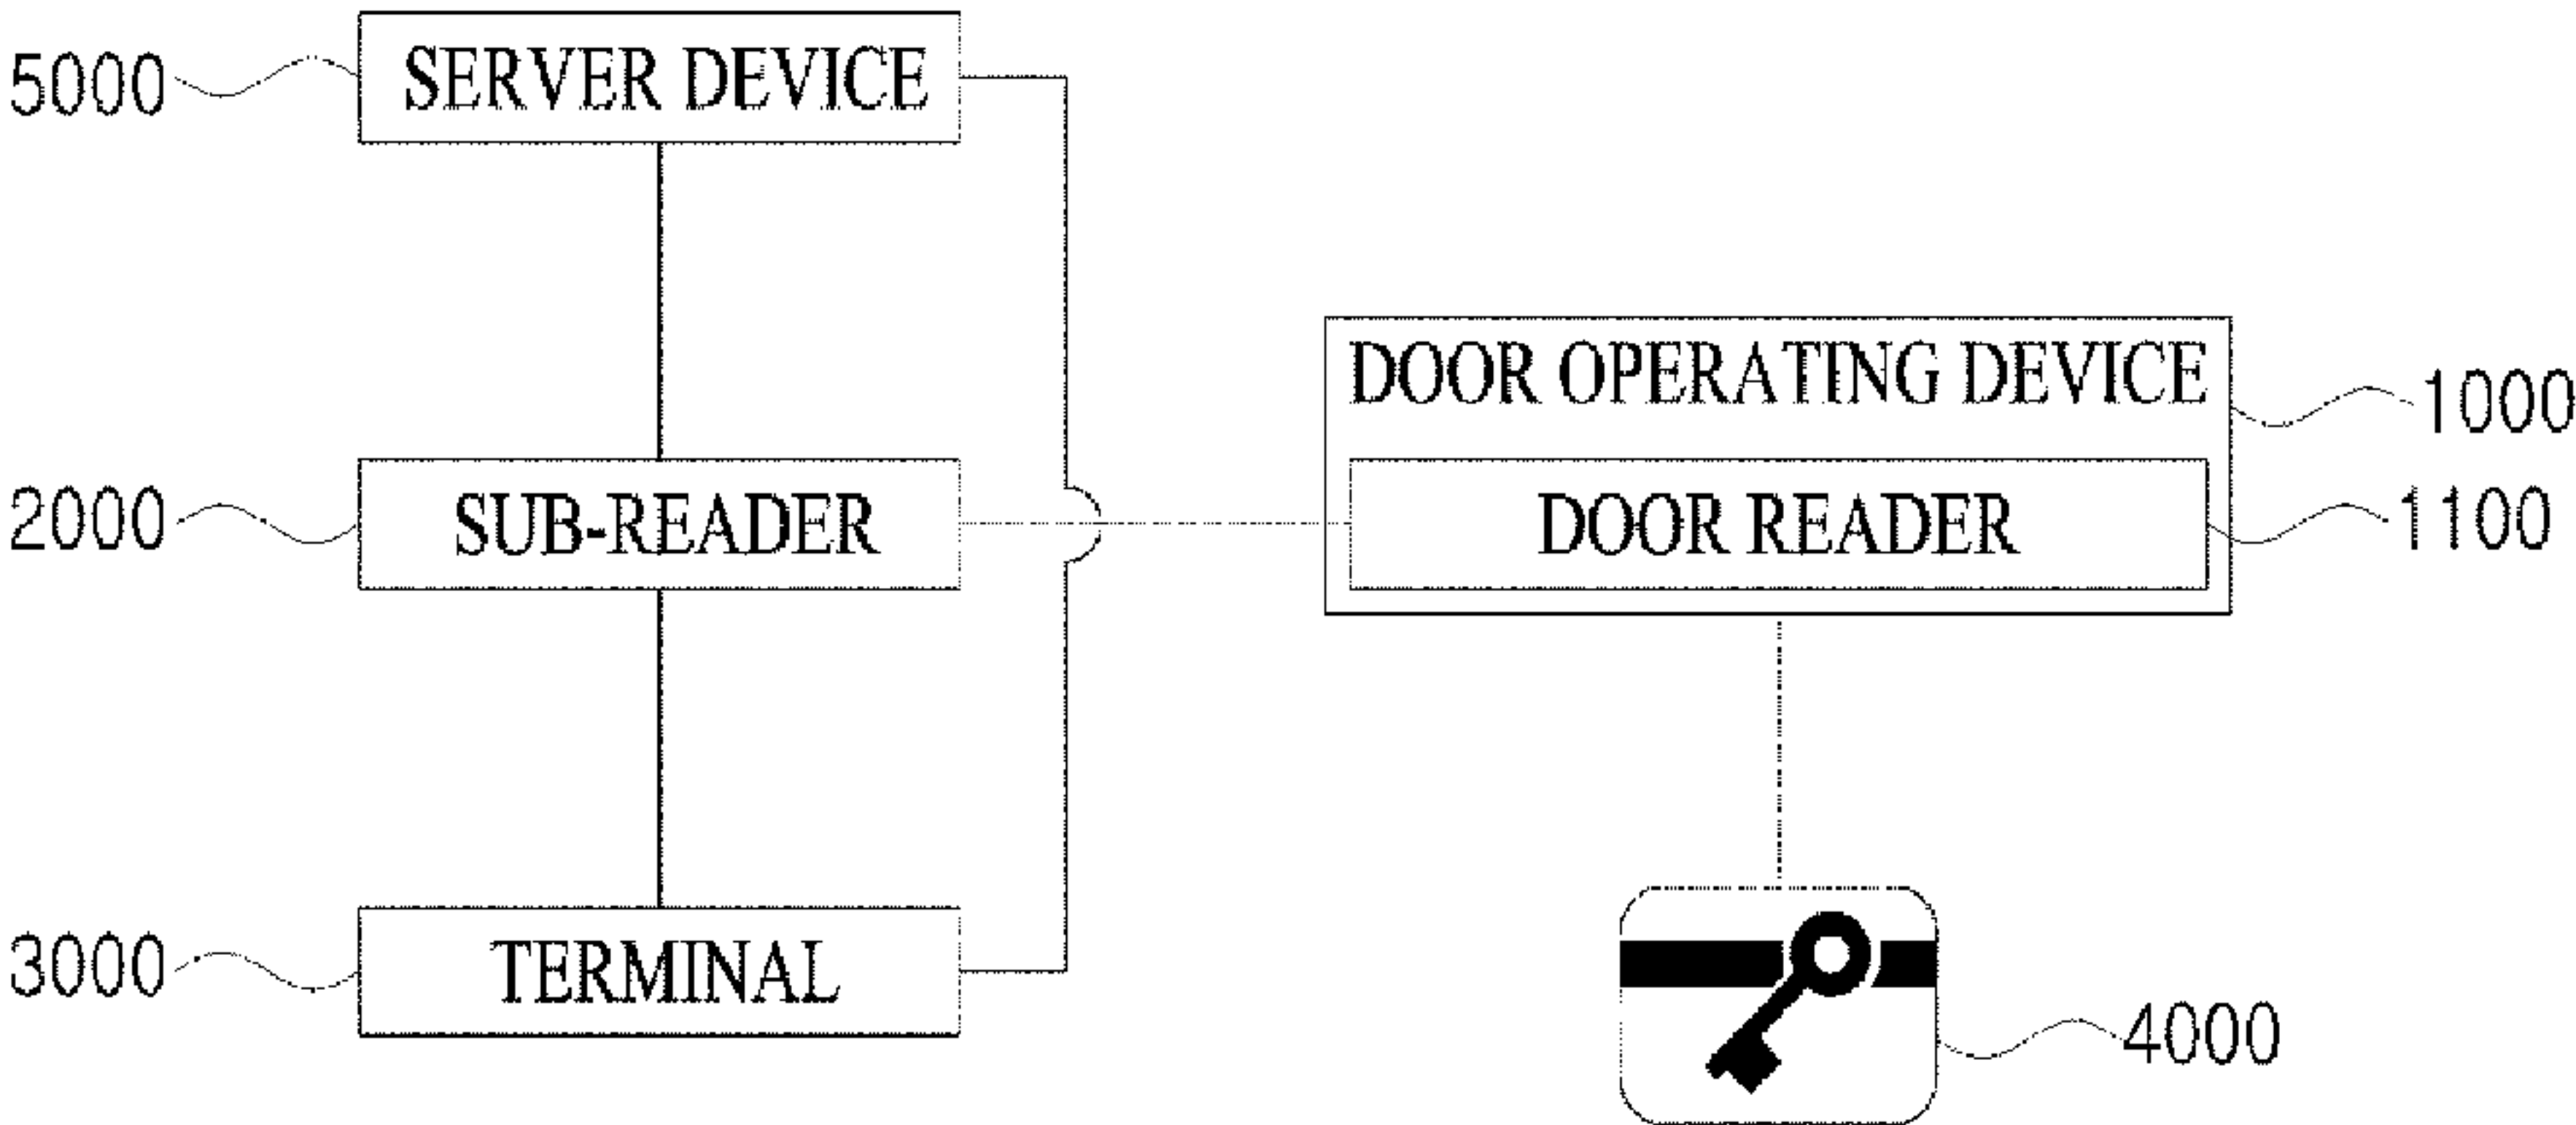 5000
SERVER DEVICE
DOOR OPERATING DEVICE
1000
2000
SUB-READER
DOOR READER
1100
3000
TERMINAL
4000